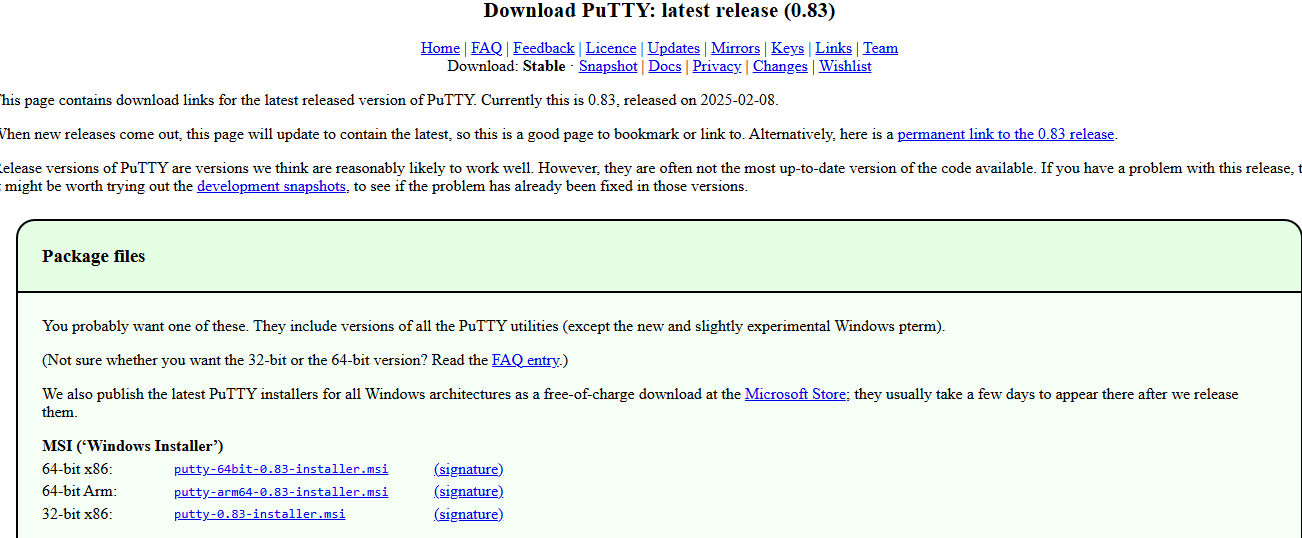 Download PuTTY: latest release (0.83)
Home | FAQ | Feedback | Licence | Updates | Mirrors | Keys | Links | Team
Download: Stable · Snapshot | Docs | Privacy | Changes | Wishlist
This page contains download links for the latest released version of PuTTY. Currently this is 0.83, released on 2025-02-08.
When new releases come out, this page will update to contain the latest, so this is a good page to bookmark or link to. Alternatively, here is a permanent link to the 0.83 release.
Release versions of PuTTY are versions we think are reasonably likely to work well. However, they are often not the most up-to-date version of the code available. If you have a problem with this release,
might be worth trying out the development snapshots, to see if the problem has already been fixed in those versions.
Package files
You probably want one of these. They include versions of all the PuTTY utilities (except the new and slightly experimental Windows pterm).
(Not sure whether you want the 32-bit or the 64-bit version? Read the FAQ entry.)
We also publish the latest PuTTY installers for all Windows architectures as a free-of-charge download at the Microsoft Store; they usually take a few days to appear there after we release
them.
MSI (‘Windows Installer’)
64-bit x86: putty-64bit-0.83-installer.msi (signature)
64-bit Arm: putty-arm64-0.83-installer.msi (signature)
32-bit x86: putty-0.83-installer.msi (signature)